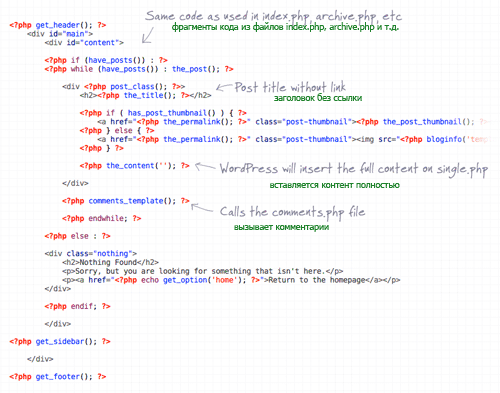 Same code as used in index.php, archive.php, etc
<?php get_header(); ?>
фрагменты кода из файлов index.php, archive.php и т.д.
<div id="main">
<div id="content">
<?php if (have_posts()) : ?>
<?php while (have_posts()) : the_post(); ?>
<div <?php post_class(); ?>>
Post title without link
<h2><?php the_title(); ?></h2>
заголовок без ссылки
<?php if ( has_post_thumbnail() ) { ?>
<a href="<?php the_permalink(); ?>" class="post-thumbnail"><?php the_post_thumbnail(); ?>
<?php } else { ?>
<a href="<?php the_permalink(); ?>" class="post-thumbnail"><img src="<?php bloginfo('temp
<?php } ?>
<?php the_content(''); ?>
WordPress will insert the full content on single.php
вставляется контент полностью
</div>
<?php comments_template(); ?>
Calls the comments.php file
<?php endwhile; ?>
вызывает комментарии
<?php else : ?>
<div class="nothing">
<h2>Nothing Found</h2>
<p>Sorry, but you are looking for something that isn't here.</p>
<p><a href="<?php echo get_option('home'); ?>">Return to the homepage</a></p>
</div>
<?php endif; ?>
</div>
<?php get_sidebar(); ?>
</div>
<?php get_footer(); ?>